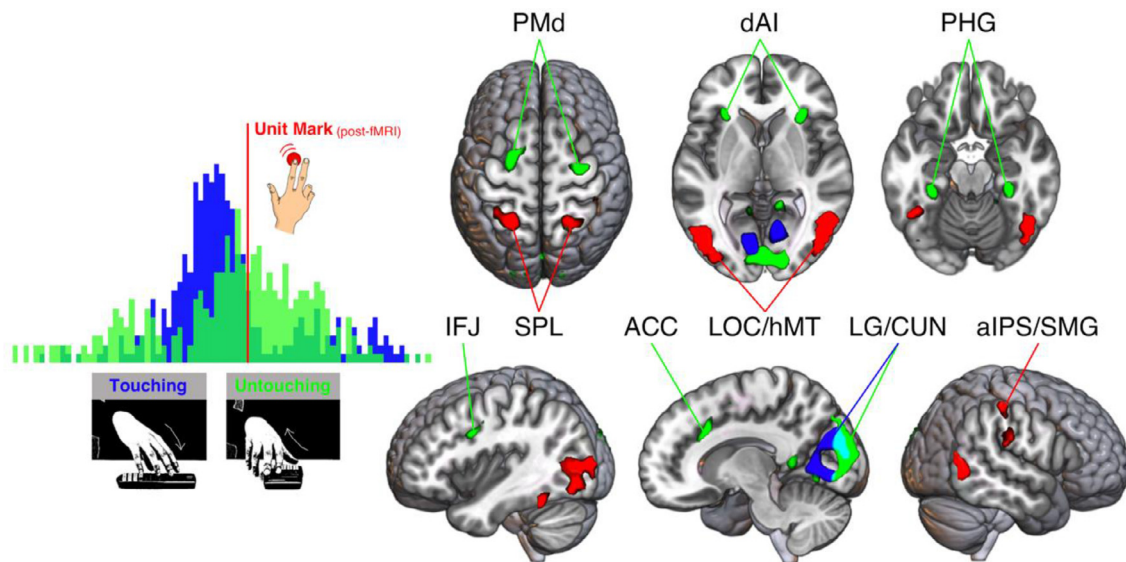 PMd
dAI
PHG
Unit Mark (post-fMRI)
IFJ
SPL
ACC
LOC/hMT
LG/CUN
aIPS/SMG
Touching
Untouching